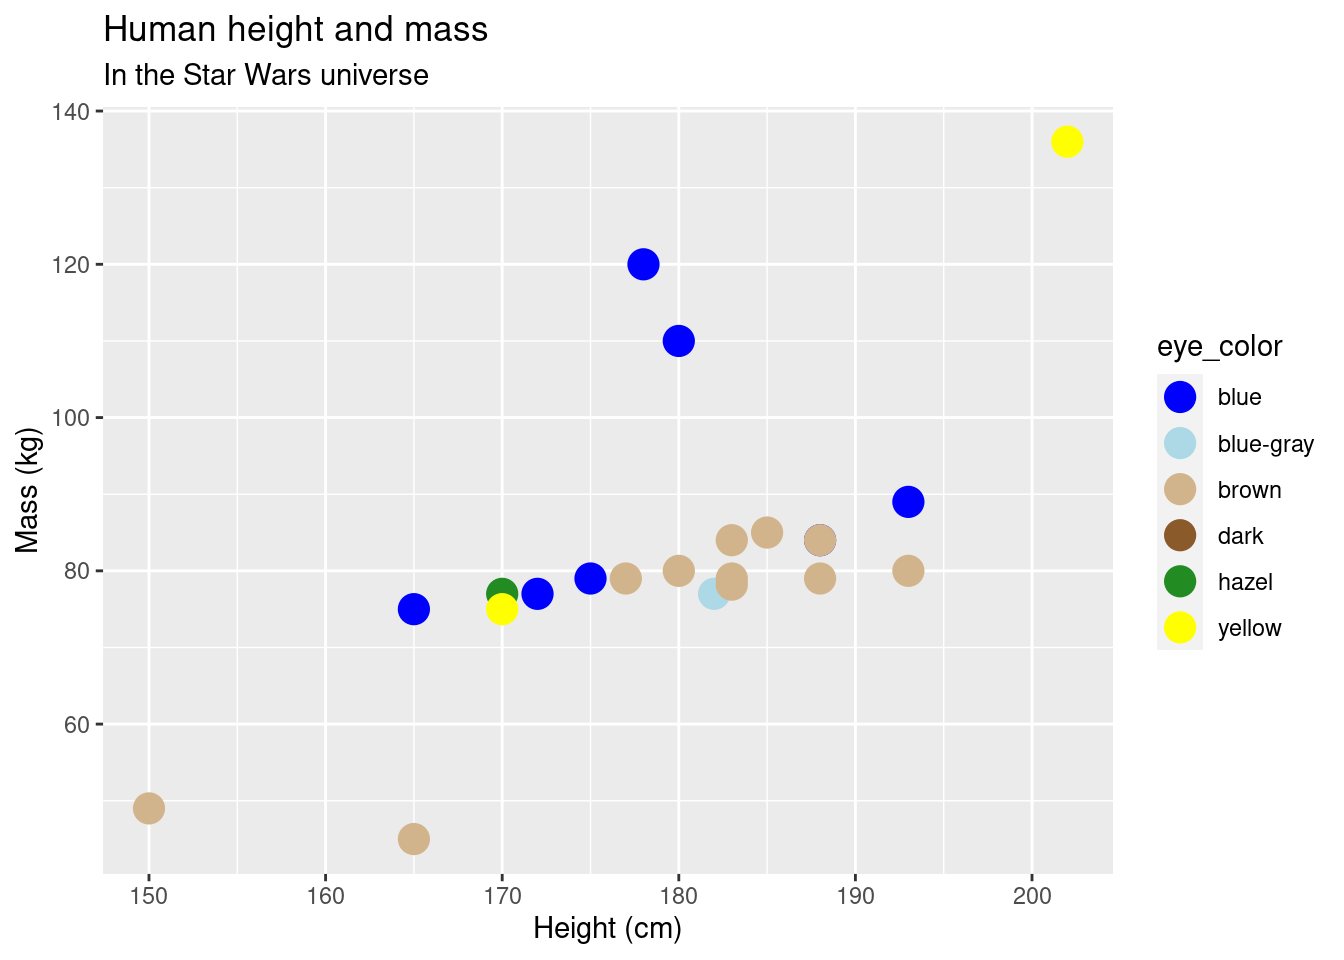 Human height and mass
In the Star Wars universe
140
120
100
80
60
Mass (kg)
150 160 170 180 190 200
Height (cm)
eye_color
blue
blue-gray
brown
dark
hazel
yellow